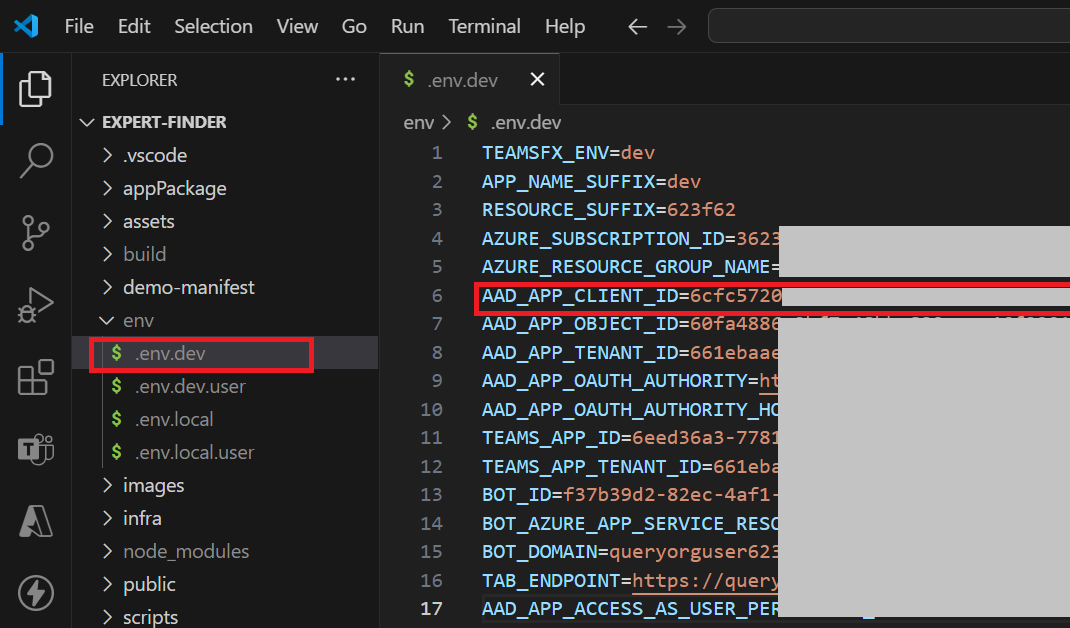 File Edit Selection View Go Run Terminal Help
EXPLORER
EXPERT-FINDER
.vscode
appPackage
assets
build
demo-manifest
env
$ .env.dev
$ .env.dev.user
$ .env.local
$ .env.local.user
images
infra
node_modules
public
scripts
$ .env.dev
env > $ .env.dev
1 TEAMSFX_ENV=dev
2 APP_NAME_SUFFIX=dev
3 RESOURCE_SUFFIX=623f62
4 AZURE_SUBSCRIPTION_ID=3623
5 AZURE_RESOURCE_GROUP_NAME=
6 AAD_APP_CLIENT_ID=6cfc5720
7 AAD_APP_OBJECT_ID=60fa4886
8 AAD_APP_TENANT_ID=661ebaae
9 AAD_APP_OAUTH_AUTHORITY=ht
10 AAD_APP_OAUTH_AUTHORITY_HO
11 TEAMS_APP_ID=6eed36a3-7781
12 TEAMS_APP_TENANT_ID=661eba
13 BOT_ID=f37b39d2-82ec-4af1-
14 BOT_AZURE_APP_SERVICE_RESO
15 BOT_DOMAIN=queryorguser623
16 TAB_ENDPOINT=https://query
17 AAD_APP_ACCESS_AS_USER_PER